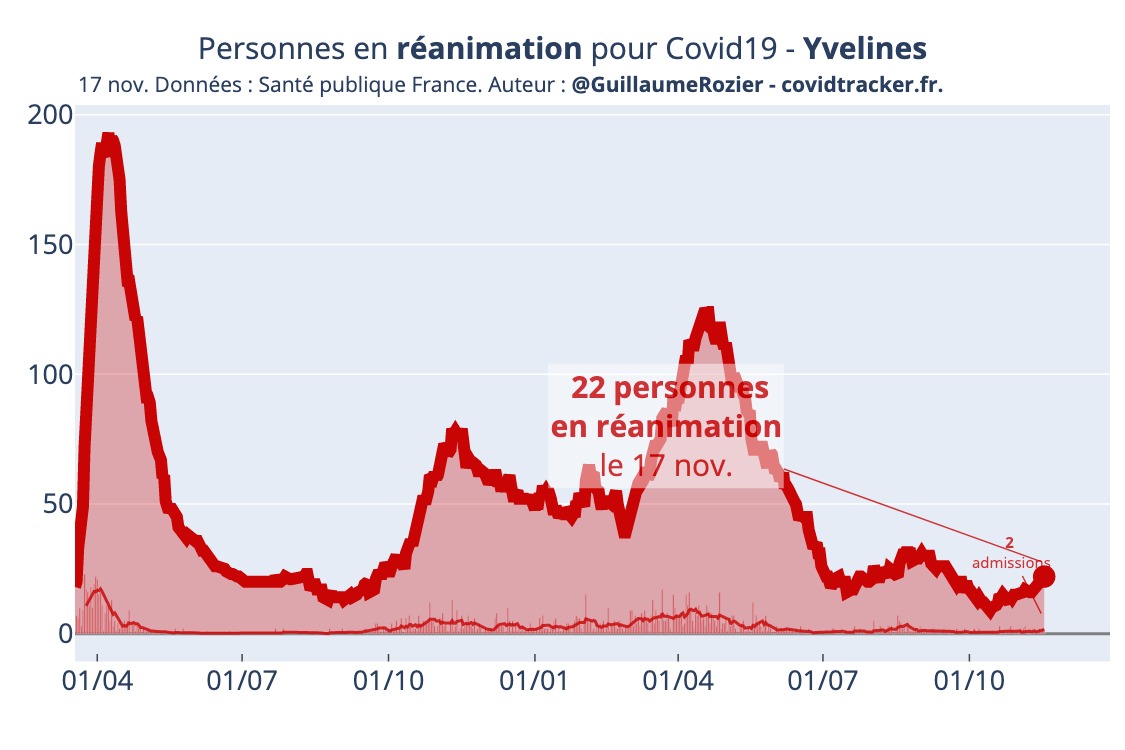 Personnes en réanimation pour Covid19 - Yvelines
17 nov. Données : Santé publique France. Auteur : @GuillaumeRozier - covidtracker.fr.
200
150
100
50
0
22 personnes
en réanimation
le 17 nov.
2
admissions
01/04
01/07
01/10
01/01
01/04
01/07
01/10